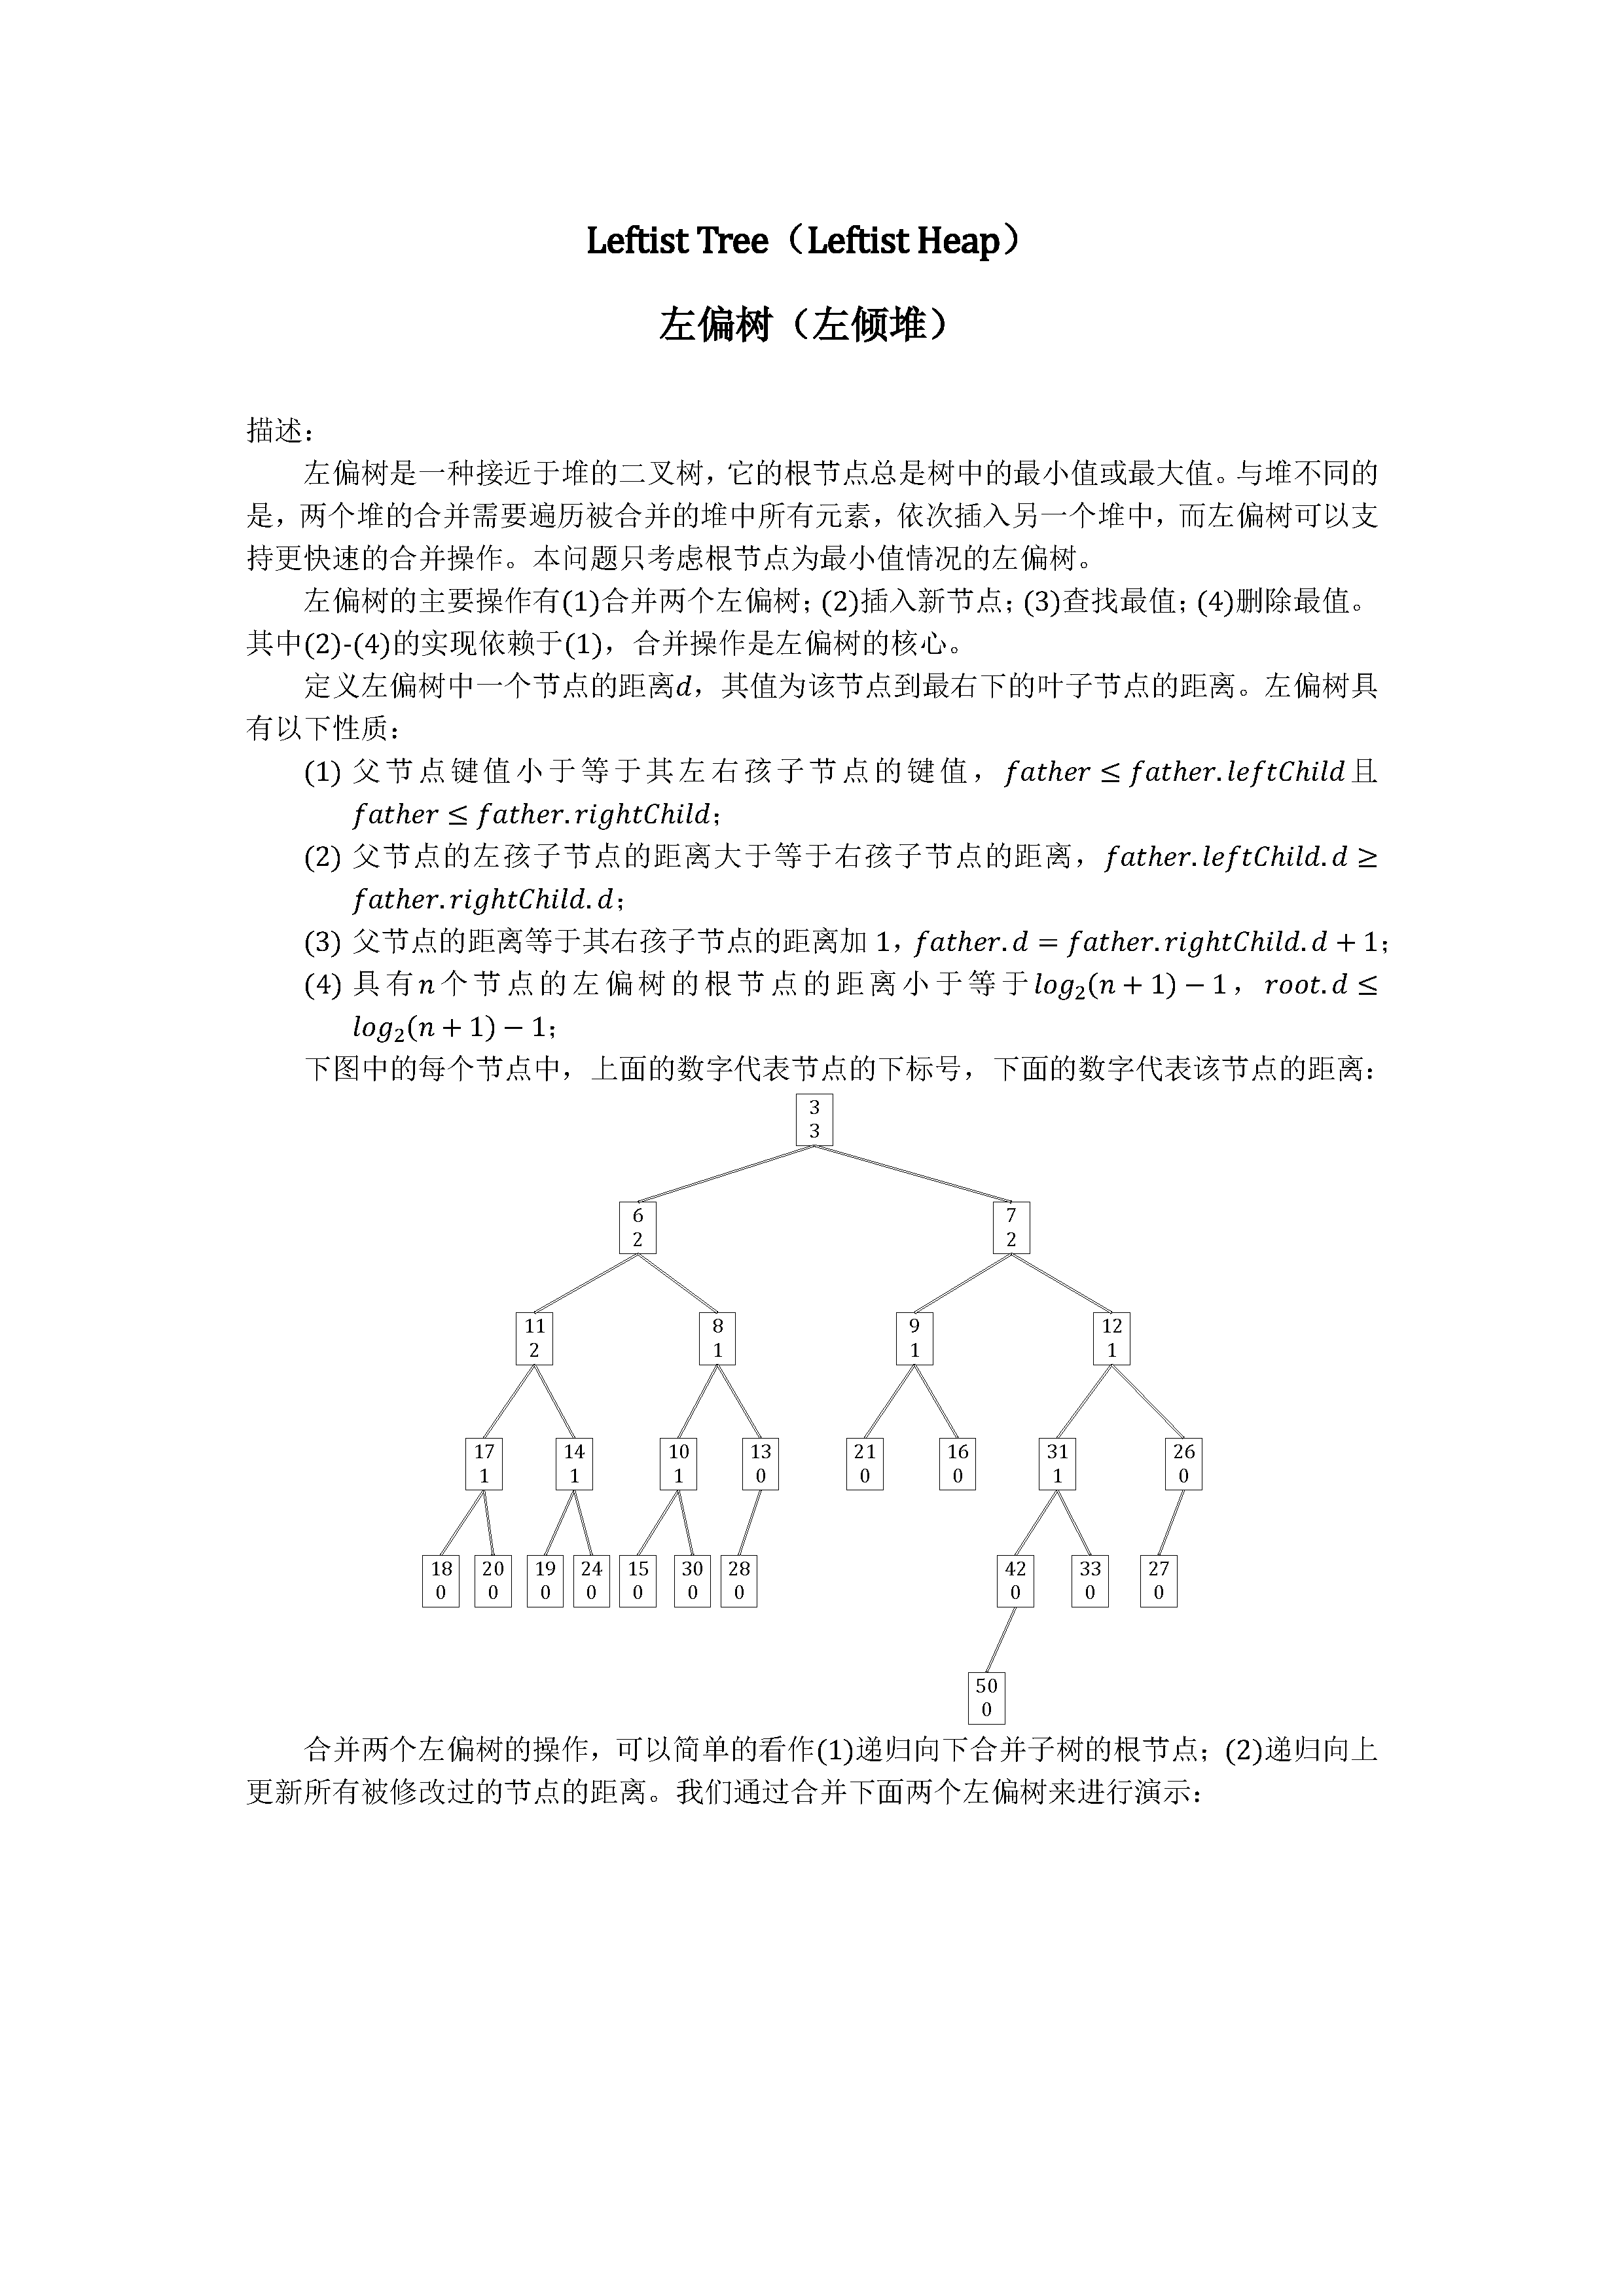 Leftist Tree（Leftist Heap）
左偏树（左倾堆）
描述：
左偏树是一种接近于堆的二叉树，它的根节点总是树中的最小值或最大值。与堆不同的
是，两个堆的合并需要遍历被合并的堆中所有元素，依次插入另一个堆中，而左偏树可以支
持更快速的合并操作。本问题只考虑根节点为最小值情况的左偏树。
左偏树的主要操作有(1)合并两个左偏树；(2)插入新节点；(3)查找最值；(4)删除最值。
其中(2)-(4)的实现依赖于(1)，合并操作是左偏树的核心。
定义左偏树中一个节点的距离d，其值为该节点到最右下的叶子节点的距离。左偏树具
有以下性质：
(1) 父节点键值小于等于其左右孩子节点的键值，father ≤ father.leftChild且
father ≤ father.rightChild；
(2) 父节点的左孩子节点的距离大于等于右孩子节点的距离，father.leftChild.d ≥
father.rightChild.d；
(3) 父节点的距离等于其右孩子节点的距离加 1，father.d = father.rightChild.d + 1；
(4) 具有n个节点的左偏树的根节点的距离小于等于log₂(n + 1) − 1，root.d ≤
log₂(n + 1) − 1；
下图中的每个节点中，上面的数字代表节点的下标号，下面的数字代表该节点的距离：
3
3
6 7
2 2
11 8 9 12
2 1 1 1
17 14 10 13 21 16 31 26
1 1 1 0 0 0 1 0
18 20 19 24 15 30 28 42 33 27
0 0 0 0 0 0 0 0 0 0
50
0
合并两个左偏树的操作，可以简单的看作(1)递归向下合并子树的根节点；(2)递归向上
更新所有被修改过的节点的距离。我们通过合并下面两个左偏树来进行演示：